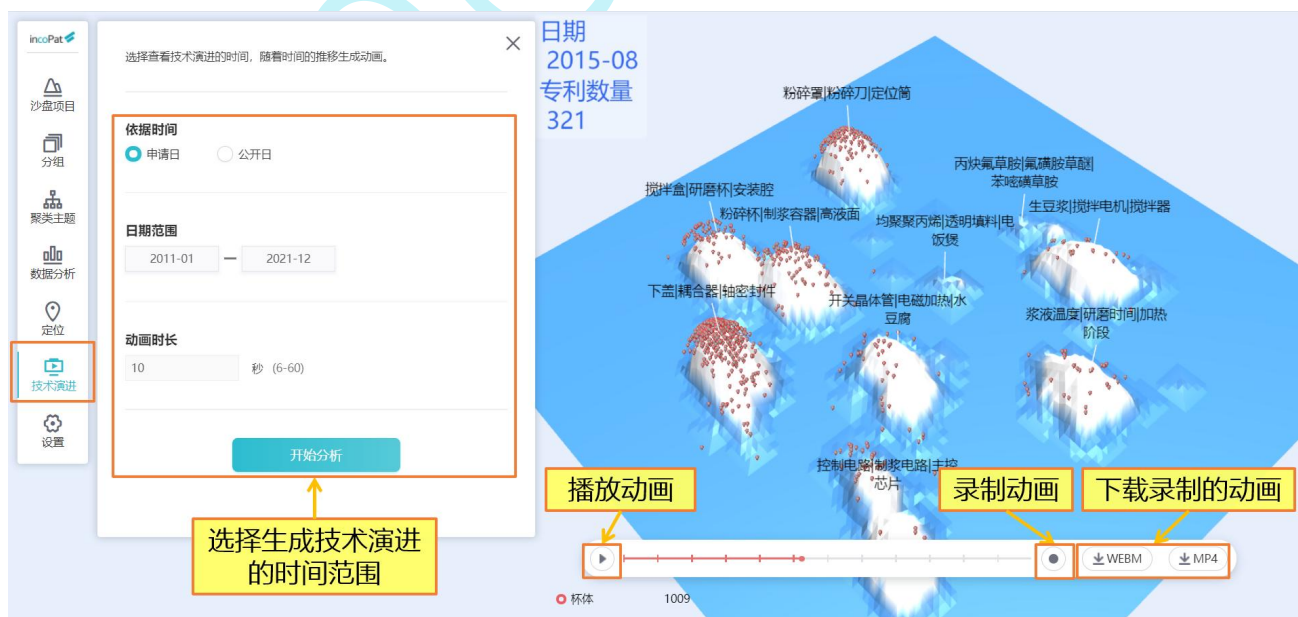 incoPat
沙盘项目
分组
聚类主题
数据分析
定位
技术演进
设置
选择查看技术演进的时间,随着时间的推移生成动画。
依据时间
申请日
公开日
日期范围
2011-01 — 2021-12
动画时长
10 秒 (6-60)
开始分析
选择生成技术演进
的时间范围
日期
2015-08
专利数量
321
粉碎罩|粉碎刀|定位筒
丙炔氟草胺|氟磺胺草醚|
苯嘧磺草胺
搅拌盒|研磨杯|安装腔
粉碎杯|制浆容器|高液面
生豆浆|搅拌电机|搅拌器
均聚聚丙烯|透明填料|电
饭煲
下盖|耦合器|轴密封件
开关晶体管|电磁加热|水
豆腐
浆液温度|研磨时间|加热
阶段
控制电路|制浆电路|主控
芯片
播放动画
录制动画
下载录制的动画
WEBM
MP4
杯体 1009